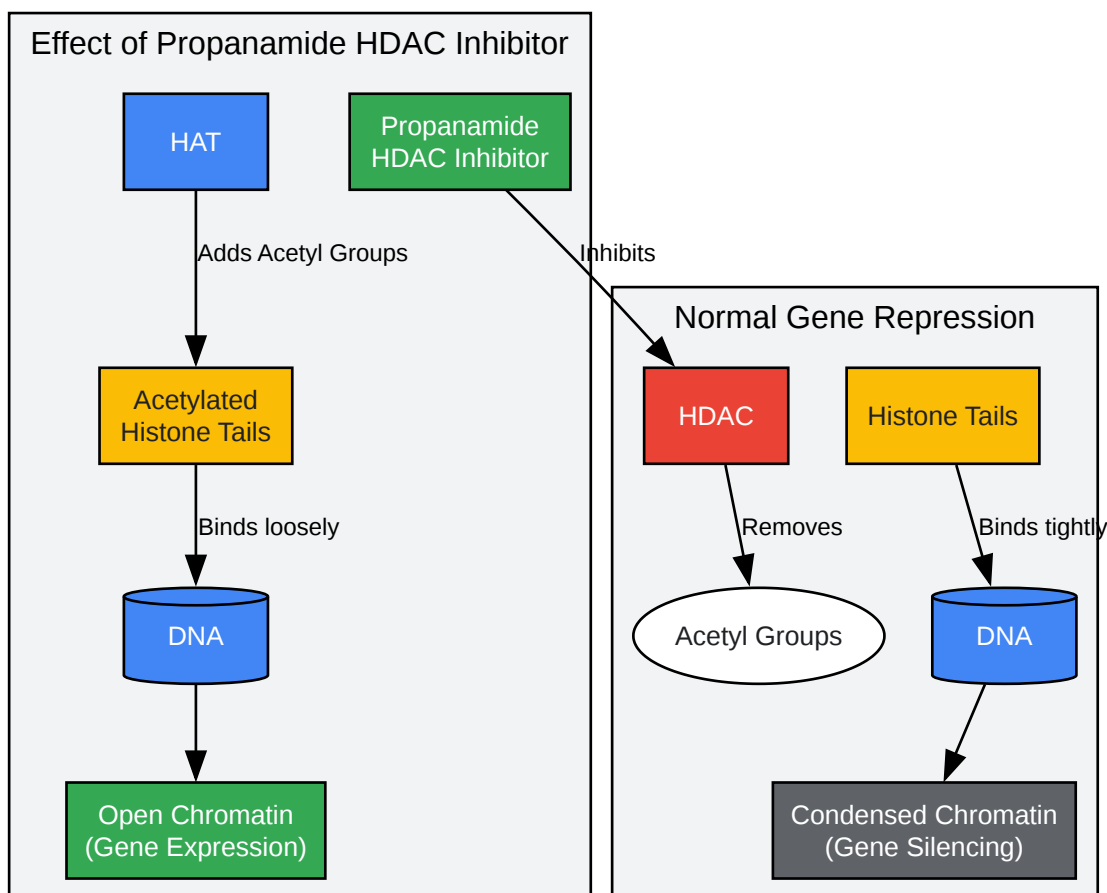 Effect of Propanamide HDAC Inhibitor
HAT
Propanamide
HDAC Inhibitor
Adds Acetyl Groups
Inhibits
Acetylated
Histone Tails
Binds loosely
DNA
Open Chromatin
(Gene Expression)
Normal Gene Repression
HDAC
Histone Tails
Removes
Binds tightly
Acetyl Groups
DNA
Condensed Chromatin
(Gene Silencing)